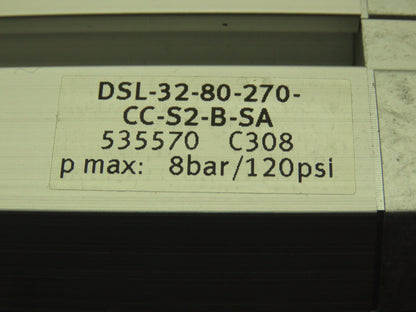 DSL-32-80-270-
CC-S2-B-SA
535570 C308
p max: 8bar/120psi